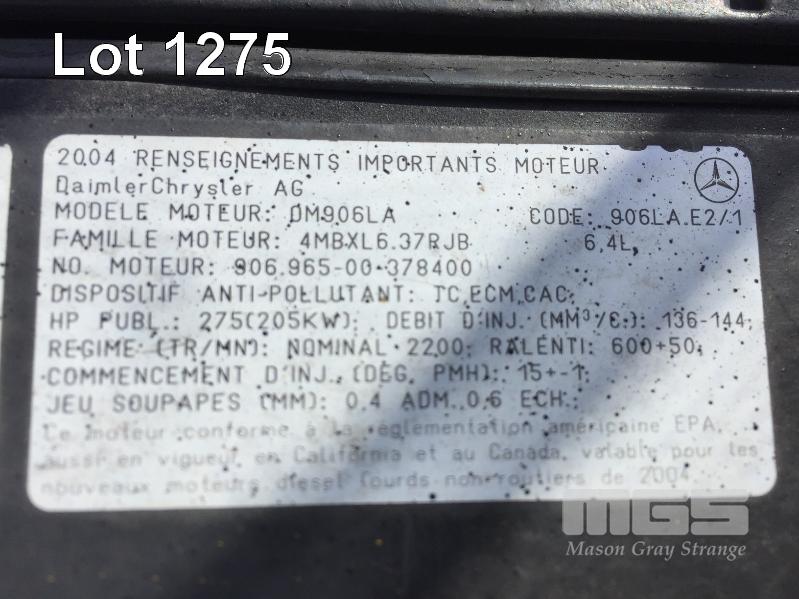 Lot 1275
2004 RENSEIGNEMENTS IMPORTANTS MOTEUR
DaimlerChrysler AG
MODELE MOTEUR: OM906LA CODE: 906LA.E2/1
FAMILLE MOTEUR: 4MBXL6.37RJB 6,4L
NO. MOTEUR: 906.965-00-378400
DISPOSITIF ANTI-POLLUTANT: TC,ECM,CAC
HP PUBL.: 275(205KW) DEBIT D'INJ. (MM³/C.): 136-144
REGIME (TR/MN): NOMINAL 2200; RALENTI: 600+50
COMMENCEMENT D'INJ. (DEG. PMH): 15+-1
JEU SOUPAPES (MM): 0.4 ADM. 0.6 ECH.
Ce moteur conforme à la réglementation américaine EPA,
aussi en vigueur en California et au Canada, valable pour les
nouveaux moteurs diesel lourds non-routiers de 2004.
MGS
Mason Gray Strange